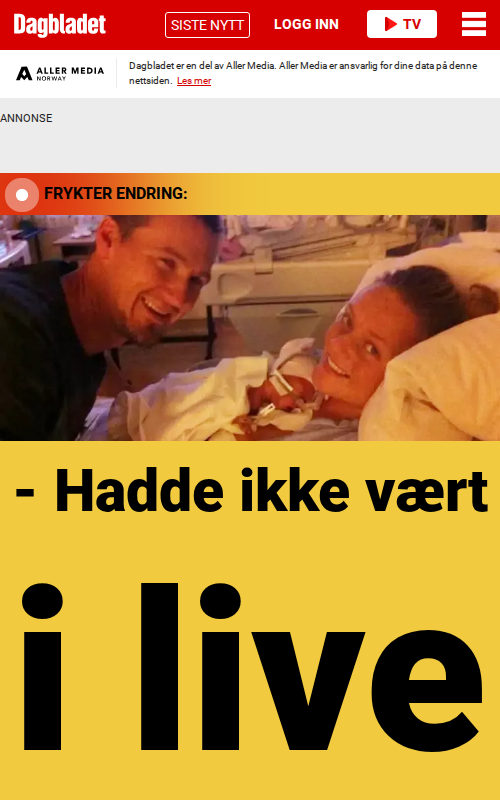 Dagbladet
SISTE NYTT
LOGG INN
TV
ALLER MEDIA
NORWAY
Dagbladet er en del av Aller Media. Aller Media er ansvarlig for dine data på denne
nettsiden. Les mer
ANNONSE
FRYKTER ENDRING:
- Hadde ikke vært
i live